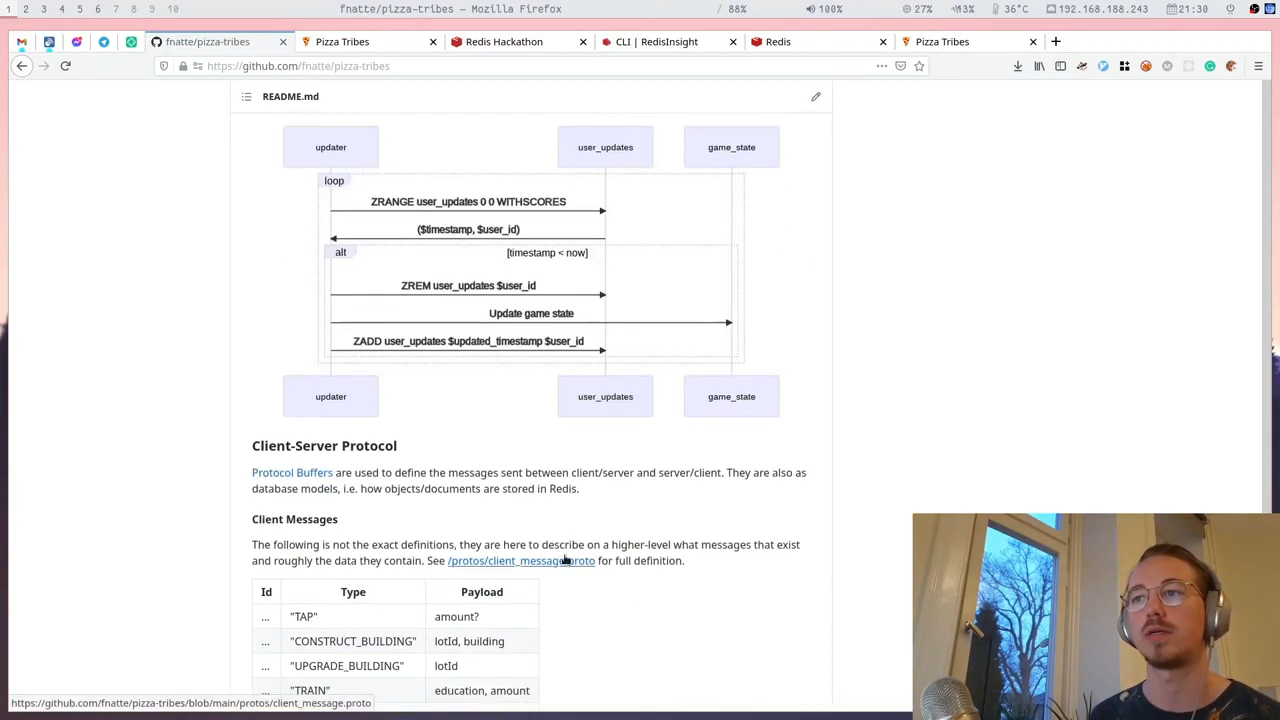 1 2 3 4 5 6 7 8 9 10
fnatte/pizza-tribes - Mozilla Firefox
88% 100% 27% 13% 36°C 192.168.188.243 21:30
fnatte/pizza-tribes
Pizza Tribes
Redis Hackathon
CLI | RedisInsight
Redis
Pizza Tribes
https://github.com/fnatte/pizza-tribes
README.md
updater user_updates game_state
loop
ZRANGE user_updates 0 0 WITHSCORES
($timestamp, $user_id)
alt [timestamp < now]
ZREM user_updates $user_id
Update game state
ZADD user_updates $updated_timestamp $user_id
updater user_updates game_state
Client-Server Protocol
Protocol Buffers are used to define the messages sent between client/server and server/client. They are also as
database models, i.e. how objects/documents are stored in Redis.
Client Messages
The following is not the exact definitions, they are here to describe on a higher-level what messages that exist
and roughly the data they contain. See /protos/client_message.proto for full definition.
Id Type Payload
... "TAP" amount?
... "CONSTRUCT_BUILDING" lotId, building
... "UPGRADE_BUILDING" lotId
... "TRAIN" education, amount
https://github.com/fnatte/pizza-tribes/blob/main/protos/client_message.proto